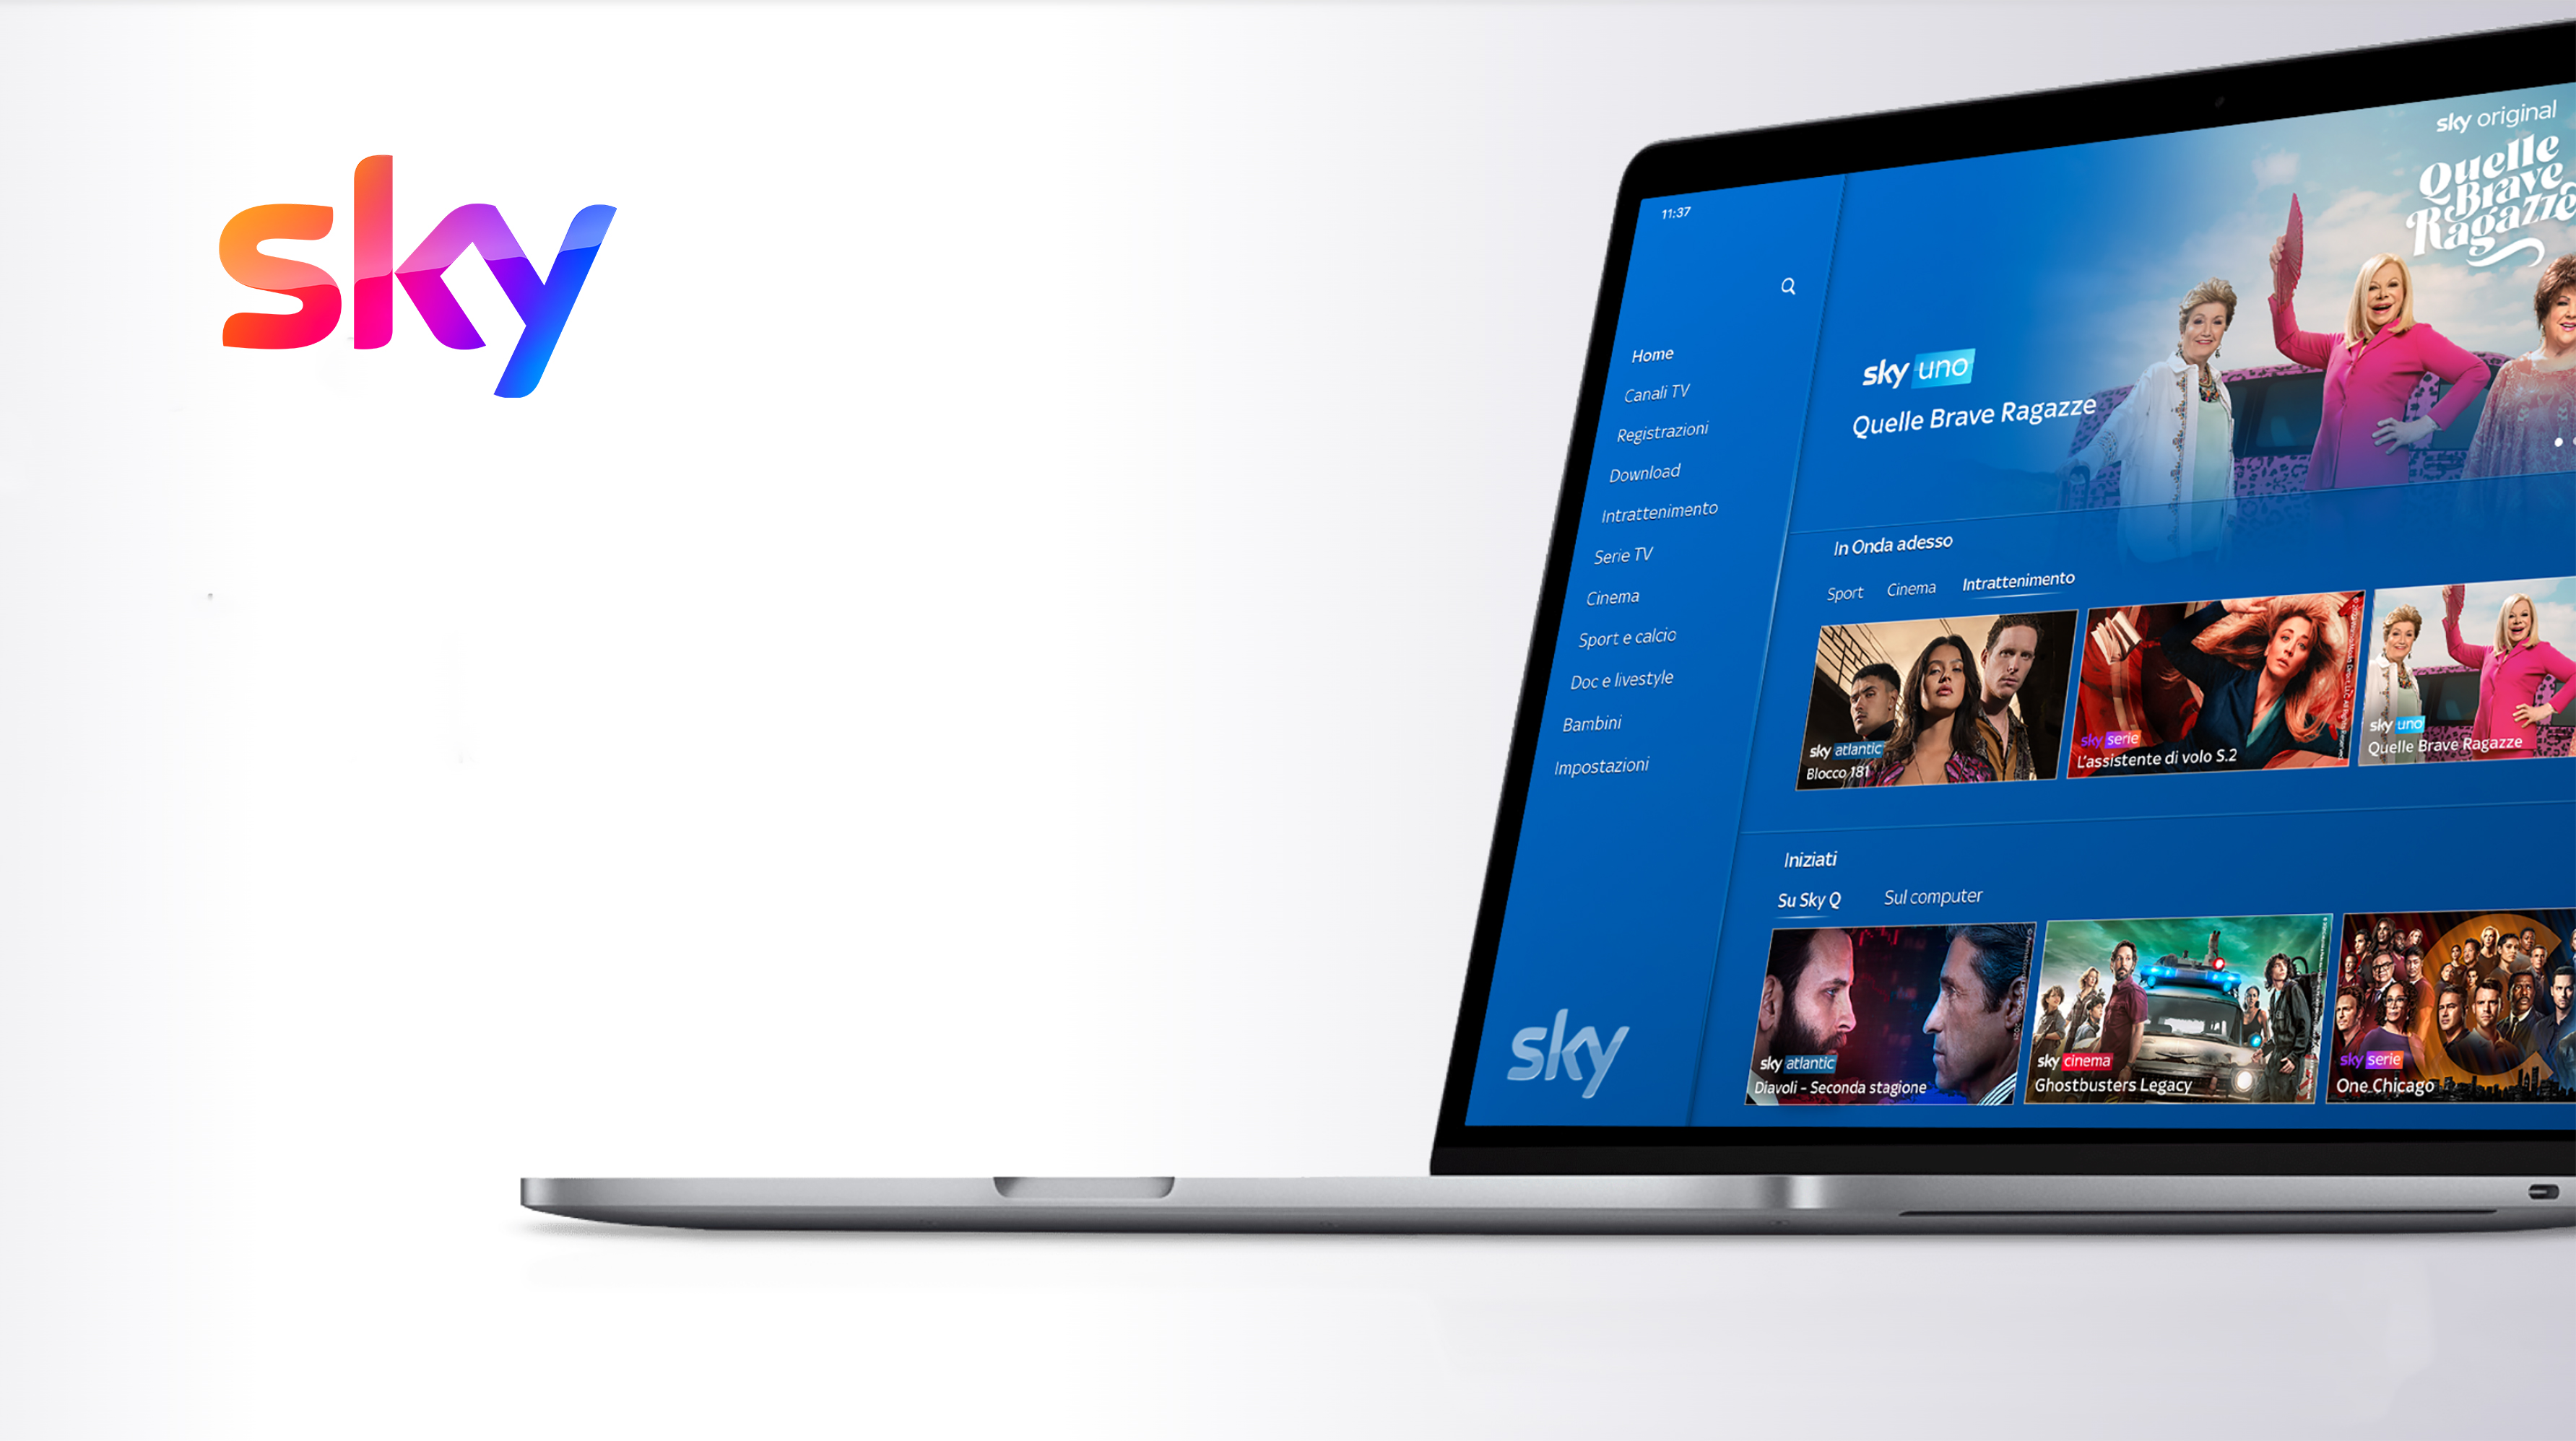 sky
11:37
Home
Canali TV
Registrazioni
Download
Intrattenimento
Serie TV
Cinema
Sport e calcio
Doc e livestyle
Bambini
Impostazioni
sky
sky original
Quelle
Brave
Ragazze
sky uno
Quelle Brave Ragazze
In Onda adesso
Sport Cinema Intrattenimento
sky atlantic
Blocco 181
sky serie
L'assistente di volo S.2
sky uno
Quelle Brave Ragazze
Iniziati
Su Sky Q Sul computer
sky atlantic
Diavoli - Seconda stagione
sky cinema
Ghostbusters Legacy
sky serie
One Chicago